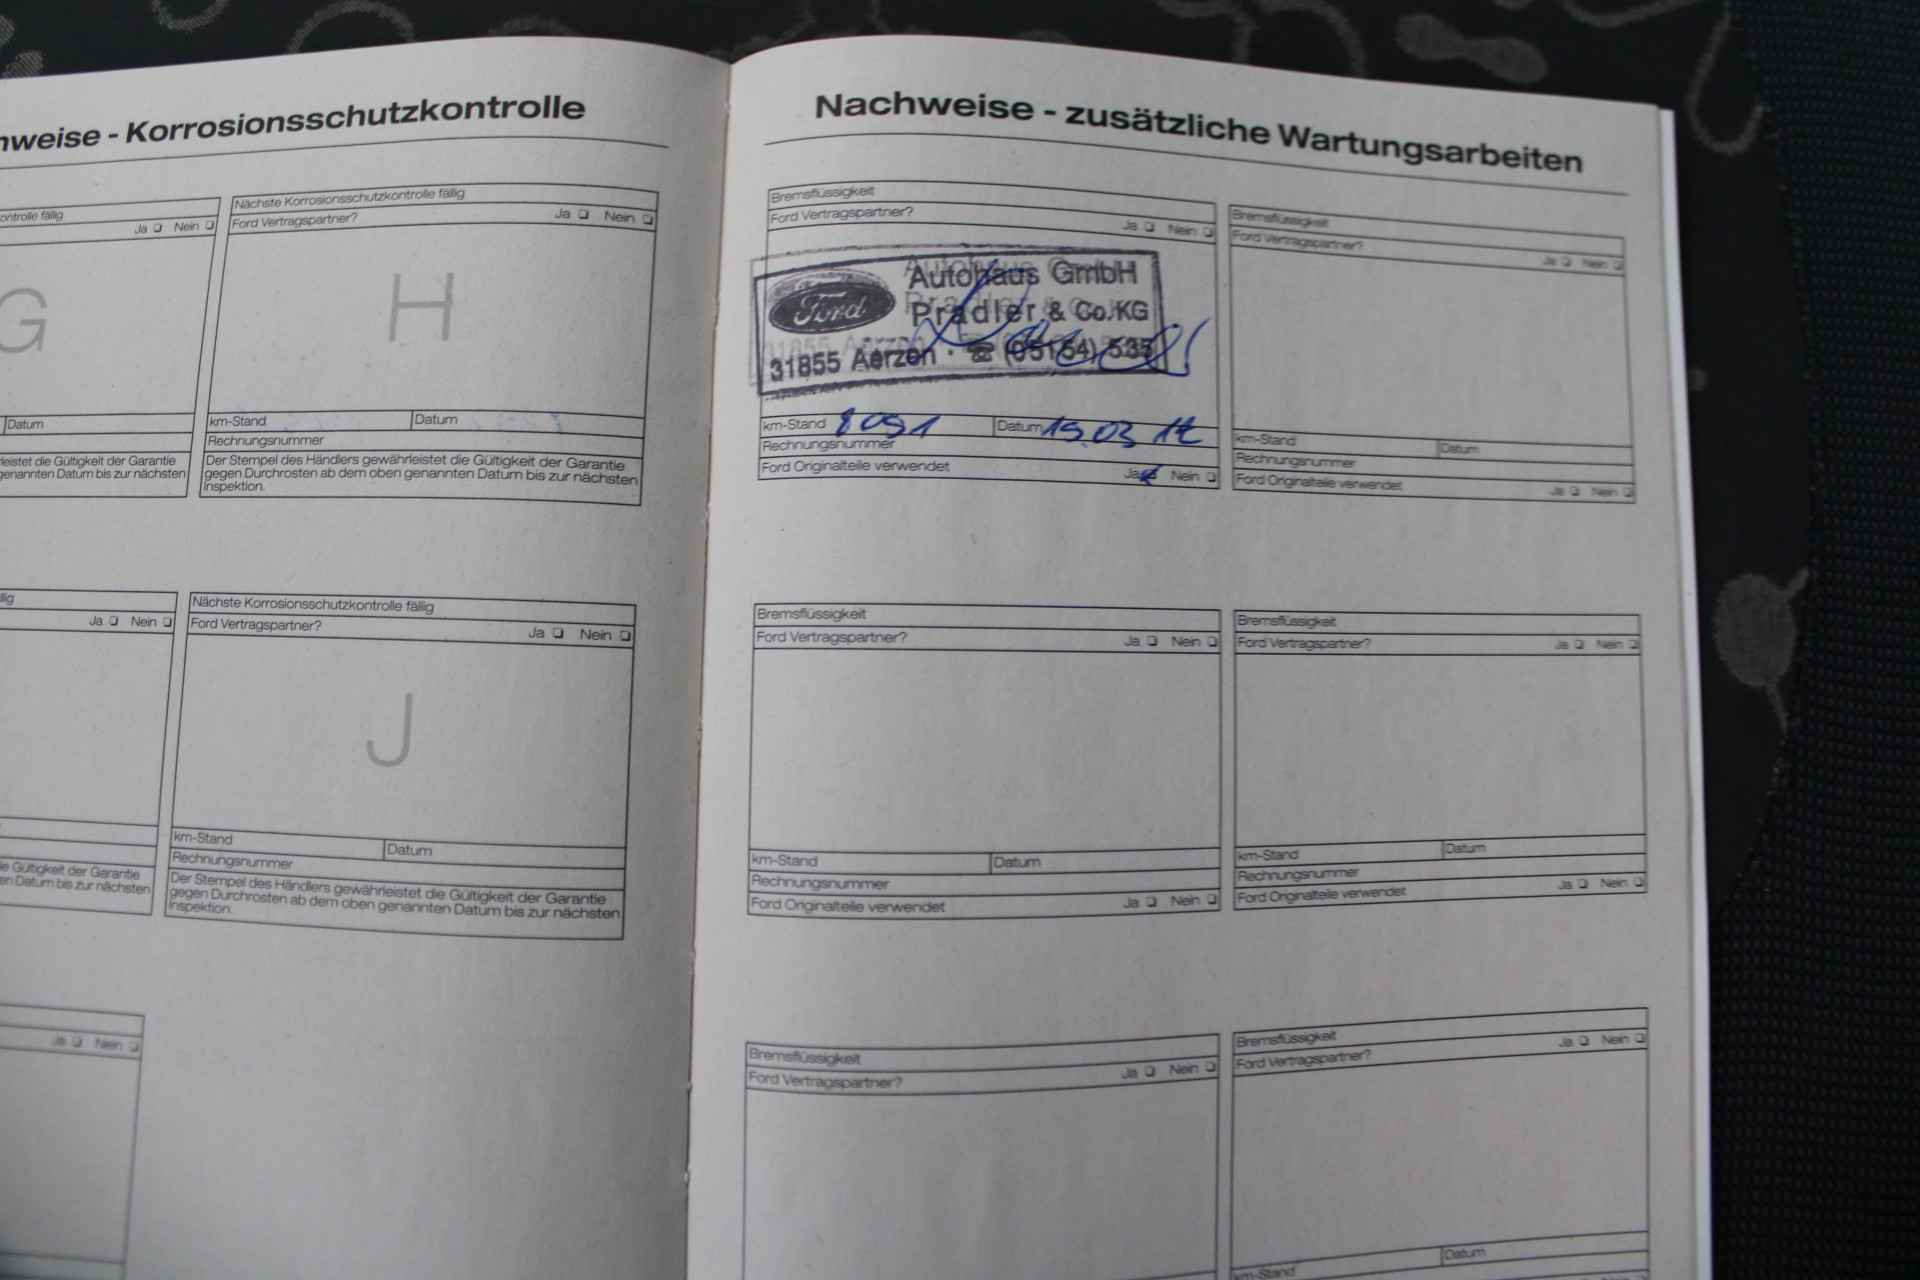 hweise - Korrosionsschutzkontrolle
ontrolle fällig
Ja Nein
G
Datum
leistet die Gültigkeit der Garantie
genannten Datum bis zur nächsten
Nächste Korrosionsschutzkontrolle fällig
Ford Vertragspartner? Ja Nein
H
km-Stand Datum
Rechnungsnummer
Der Stempel des Händlers gewährleistet die Gültigkeit der Garantie
gegen Durchrosten ab dem oben genannten Datum bis zur nächsten
Inspektion.
llig
Ja Nein
ie Gültigkeit der Garantie
en Datum bis zur nächsten
Nächste Korrosionsschutzkontrolle fällig
Ford Vertragspartner? Ja Nein
J
km-Stand Datum
Rechnungsnummer
Der Stempel des Händlers gewährleistet die Gültigkeit der Garantie
gegen Durchrosten ab dem oben genannten Datum bis zur nächsten
Inspektion.
Ja Nein
Nachweise - zusätzliche Wartungsarbeiten
Bremsflüssigkeit
Ford Vertragspartner? Ja Nein
Ford
Autohaus GmbH
Pradler & Co.KG
31855 Aerzen · ☎ (05154) 535
km-Stand 8091 Datum 15.03 12
Rechnungsnummer
Ford Originalteile verwendet Ja Nein
Bremsflüssigkeit
Ford Vertragspartner? Ja Nein
km-Stand Datum
Rechnungsnummer
Ford Originalteile verwendet Ja Nein
Bremsflüssigkeit
Ford Vertragspartner? Ja Nein
km-Stand Datum
Rechnungsnummer
Ford Originalteile verwendet Ja Nein
Bremsflüssigkeit
Ford Vertragspartner? Ja Nein
km-Stand Datum
Rechnungsnummer
Ford Originalteile verwendet Ja Nein
Bremsflüssigkeit
Ford Vertragspartner? Ja Nein
Bremsflüssigkeit
Ford Vertragspartner? Ja Nein
km-Stand Datum